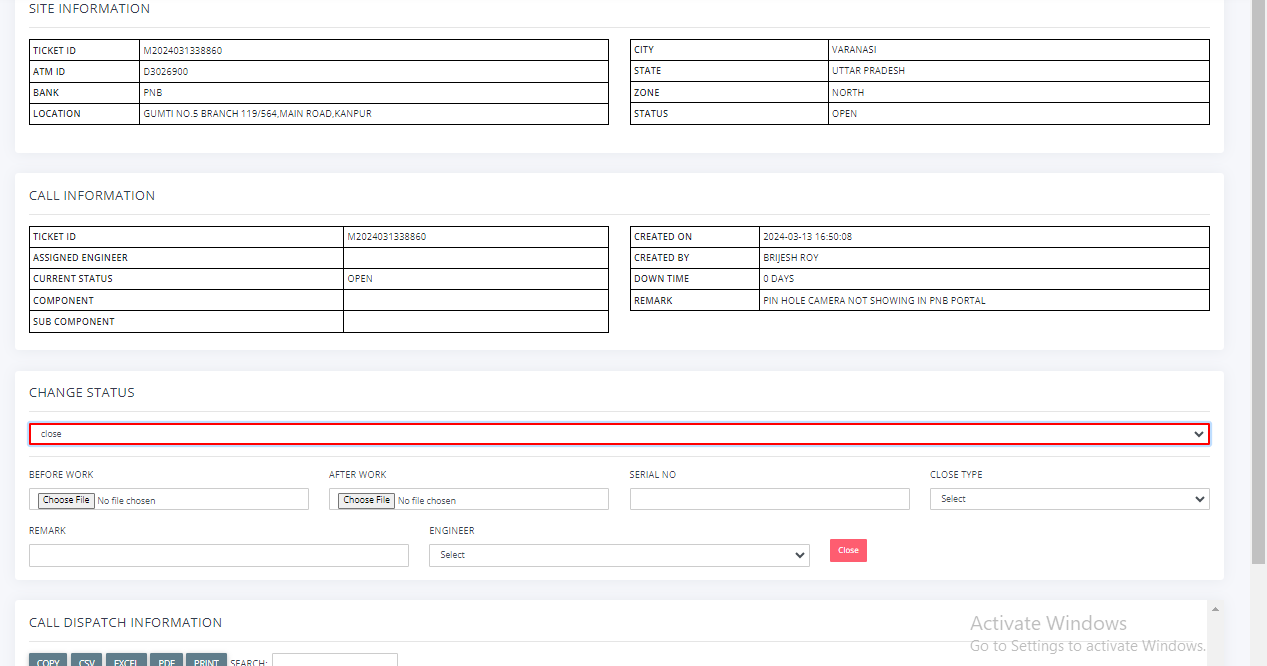 SITE INFORMATION
TICKET ID M2024031338860
ATM ID D3026900
BANK PNB
LOCATION GUMTI NO.5 BRANCH 119/564,MAIN ROAD,KANPUR
CITY VARANASI
STATE UTTAR PRADESH
ZONE NORTH
STATUS OPEN
CALL INFORMATION
TICKET ID M2024031338860
ASSIGNED ENGINEER
CURRENT STATUS OPEN
COMPONENT
SUB COMPONENT
CREATED ON 2024-03-13 16:50:08
CREATED BY BRIJESH ROY
DOWN TIME 0 DAYS
REMARK PIN HOLE CAMERA NOT SHOWING IN PNB PORTAL
CHANGE STATUS
close
BEFORE WORK AFTER WORK SERIAL NO CLOSE TYPE
Choose File No file chosen Choose File No file chosen Select
REMARK ENGINEER
Select Close
CALL DISPATCH INFORMATION
Activate Windows
Go to Settings to activate Windows.
COPY CSV EXCEL PDF PRINT SEARCH: